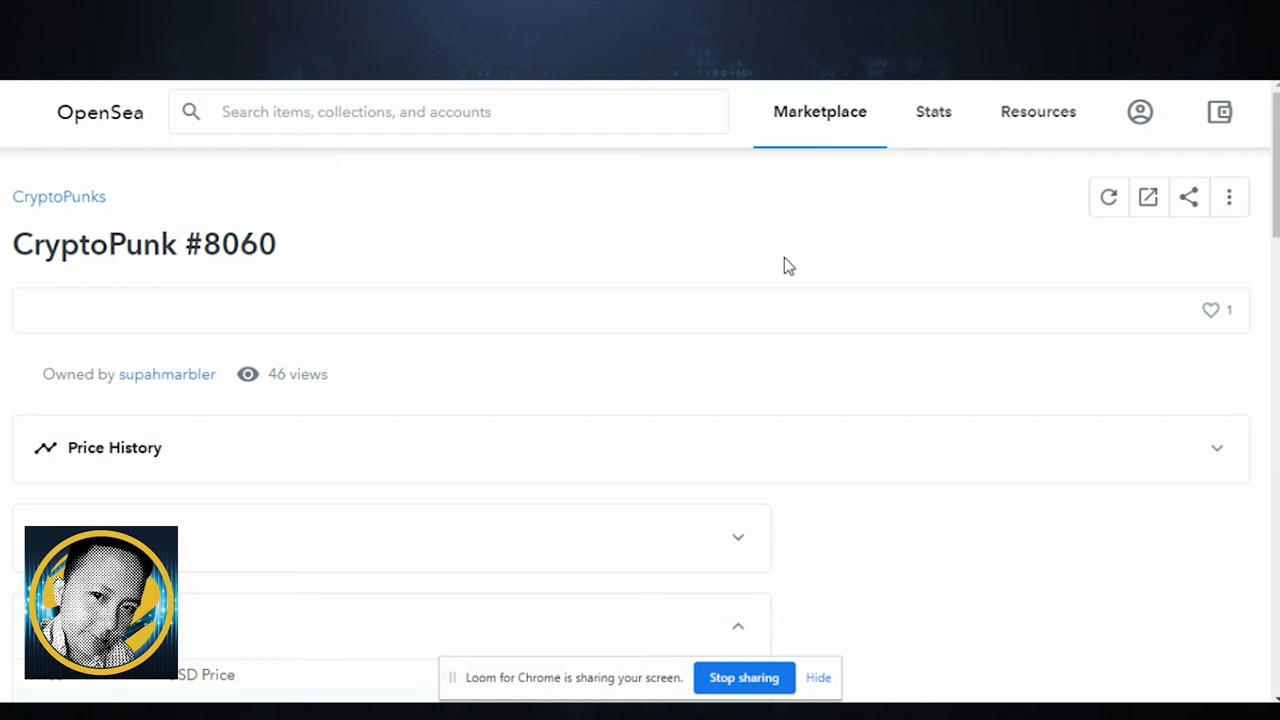 OpenSea
Search items, collections, and accounts
Marketplace
Stats
Resources
CryptoPunks
CryptoPunk #8060
1
Owned by supahmarbler
46 views
Price History
SD Price
Loom for Chrome is sharing your screen.
Stop sharing
Hide